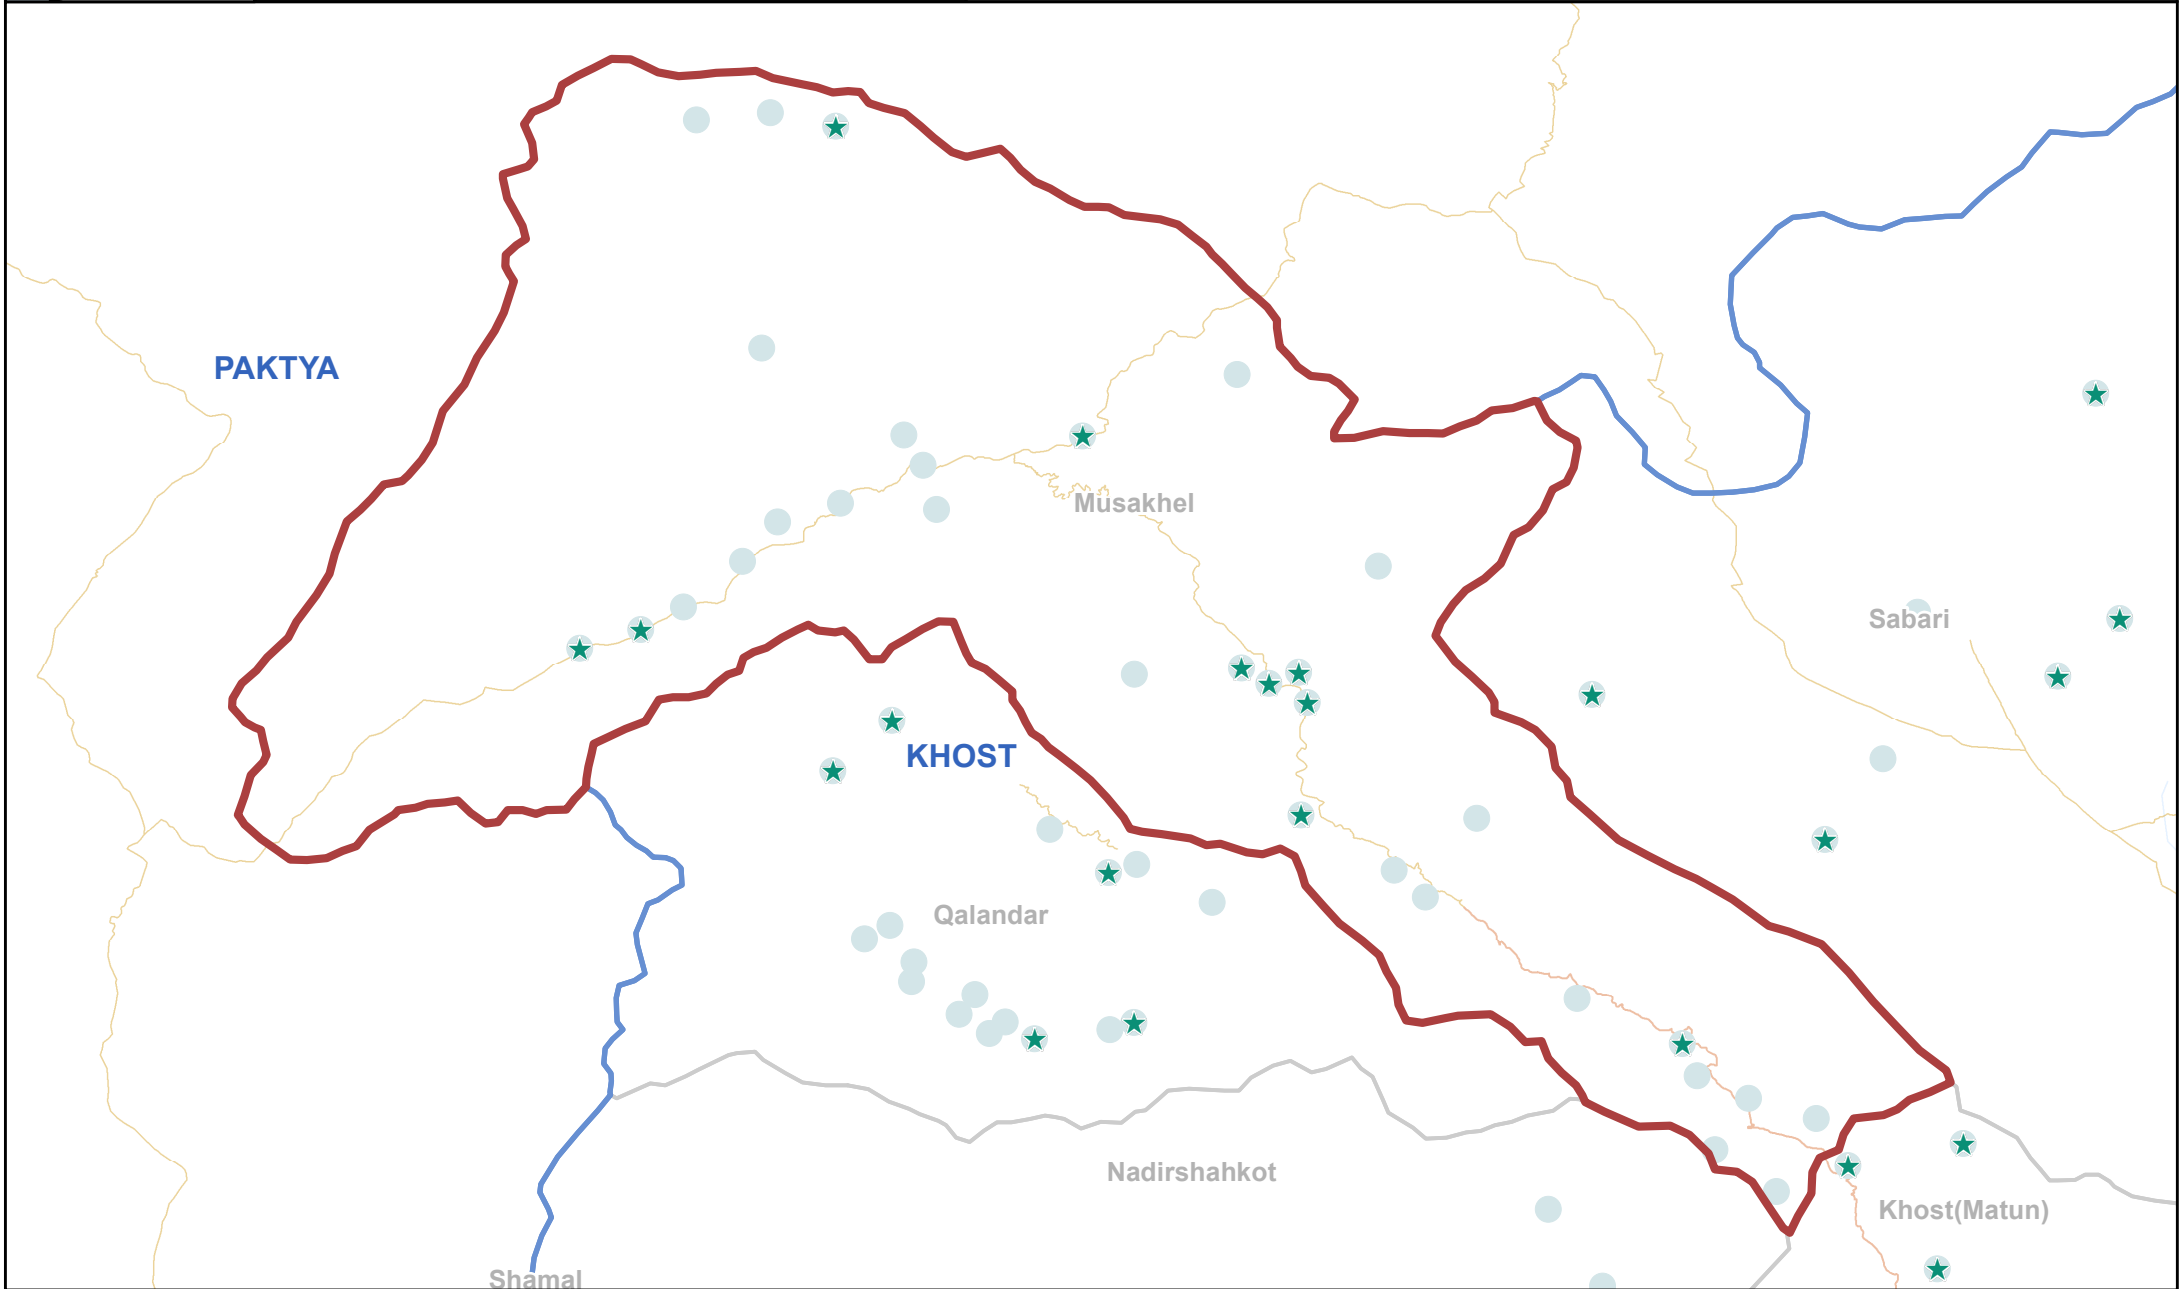 PAKTYA
Musakhel
Sabari
KHOST
Qalandar
Nadirshahkot
Khost(Matun)
Shamal